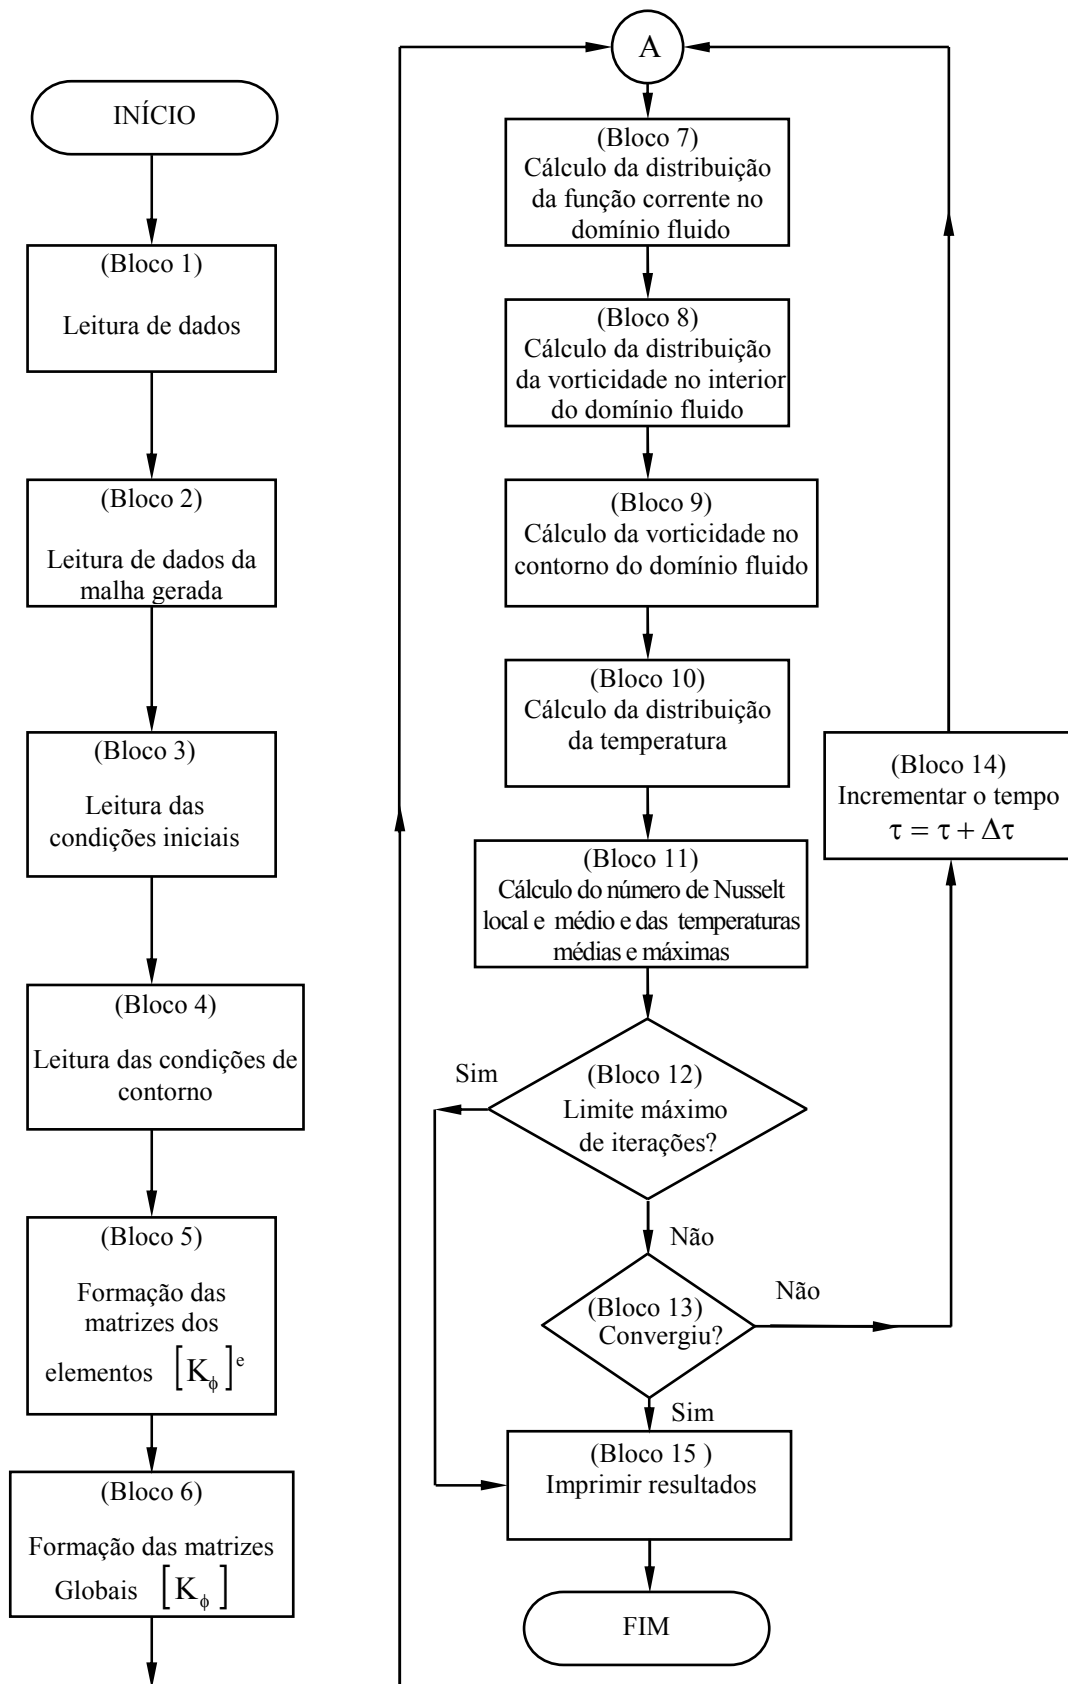 INÍCIO
(Bloco 1)
Leitura de dados
(Bloco 2)
Leitura de dados da
malha gerada
(Bloco 3)
Leitura das
condições iniciais
(Bloco 4)
Leitura das condições de
contorno
(Bloco 5)
Formação das
matrizes dos
elementos [K_ϕ]^e
(Bloco 6)
Formação das matrizes
Globais [K_ϕ]
A
(Bloco 7)
Cálculo da distribuição
da função corrente no
domínio fluido
(Bloco 8)
Cálculo da distribuição
da vorticidade no interior
do domínio fluido
(Bloco 9)
Cálculo da vorticidade no
contorno do domínio fluido
(Bloco 10)
Cálculo da distribuição
da temperatura
(Bloco 11)
Cálculo do número de Nusselt
local e médio e das temperaturas
médias e máximas
(Bloco 12)
Limite máximo
de iterações?
Sim
Não
(Bloco 13)
Convergiu?
Não
Sim
(Bloco 14)
Incrementar o tempo
τ = τ + Δτ
(Bloco 15 )
Imprimir resultados
FIM